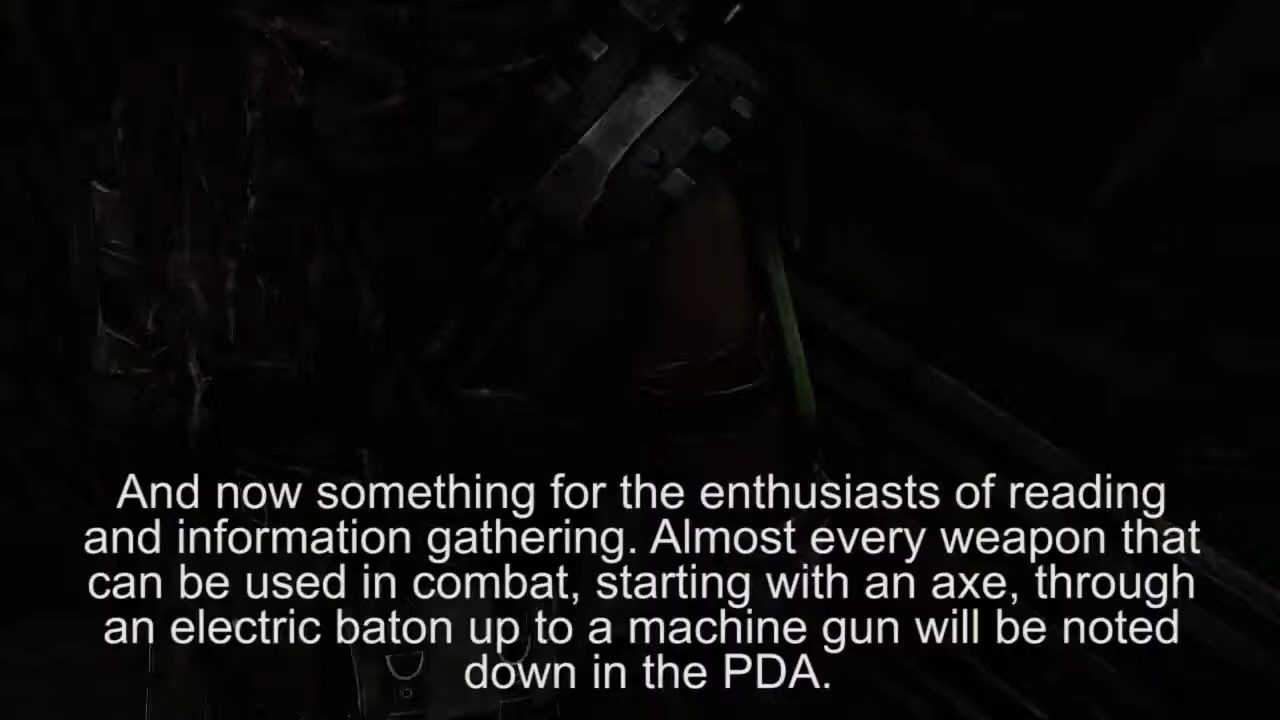 And now something for the enthusiasts of reading
and information gathering. Almost every weapon that
can be used in combat, starting with an axe, through
an electric baton up to a machine gun will be noted
down in the PDA.